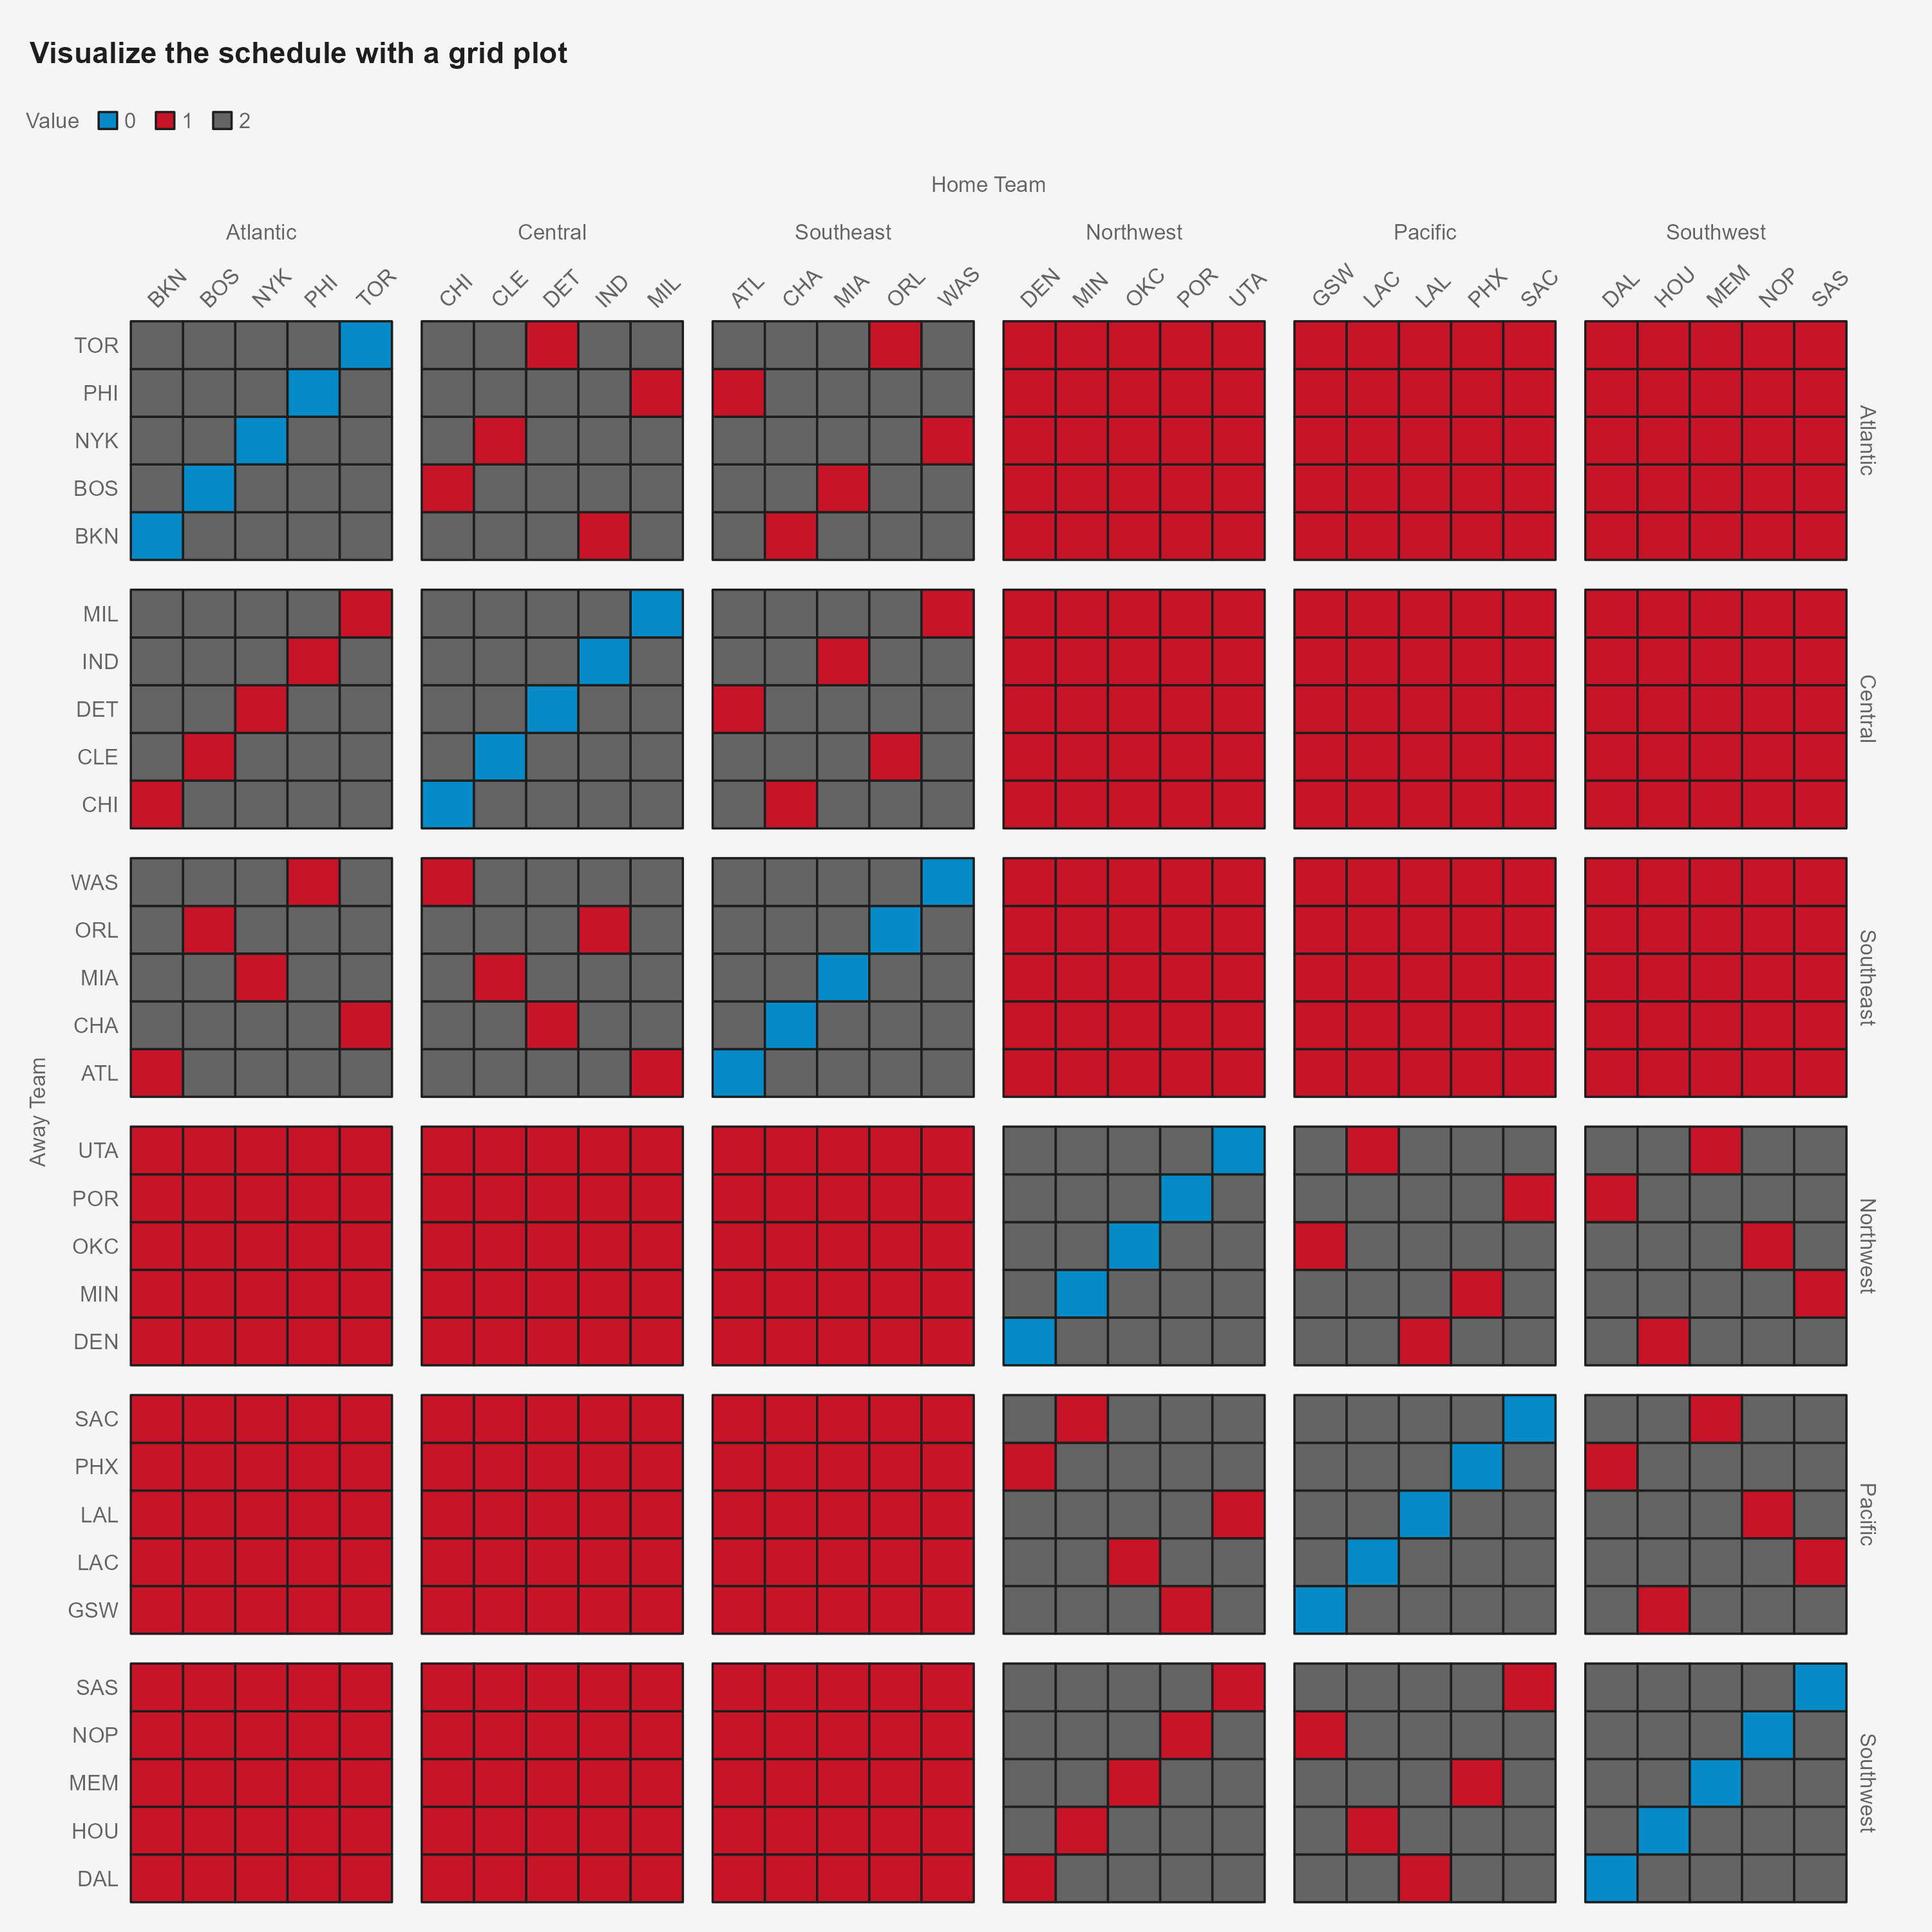 Visualize the schedule with a grid plot
Value 0 1 2
Home Team
Atlantic Central Southeast Northwest Pacific Southwest
BKN BOS NYK PHI TOR CHI CLE DET IND MIL ATL CHA MIA ORL WAS DEN MIN OKC POR UTA GSW LAC LAL PHX SAC DAL HOU MEM NOP SAS
TOR
PHI
NYK
BOS
BKN
Atlantic
MIL
IND
DET
CLE
CHI
Central
WAS
ORL
MIA
CHA
ATL
Southeast
Away Team
UTA
POR
OKC
MIN
DEN
Northwest
SAC
PHX
LAL
LAC
GSW
Pacific
SAS
NOP
MEM
HOU
DAL
Southwest